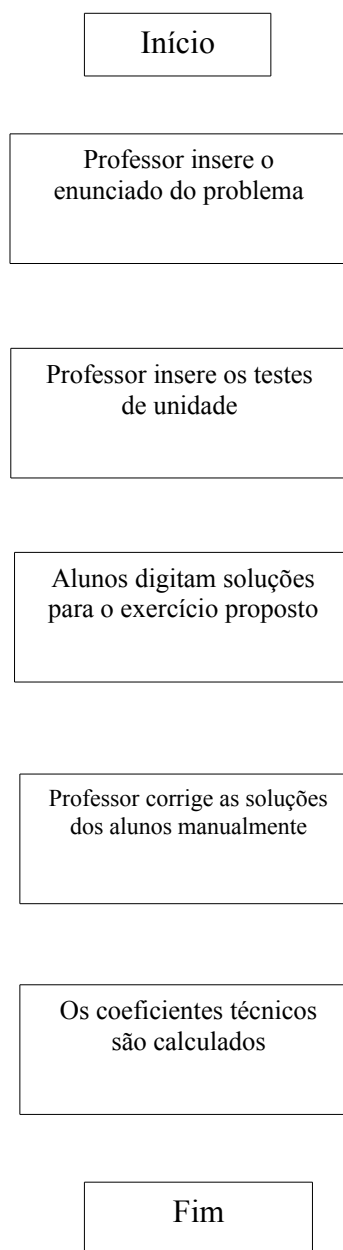 Início
Professor insere o
enunciado do problema
Professor insere os testes
de unidade
Alunos digitam soluções
para o exercício proposto
Professor corrige as soluções
dos alunos manualmente
Os coeficientes técnicos
são calculados
Fim